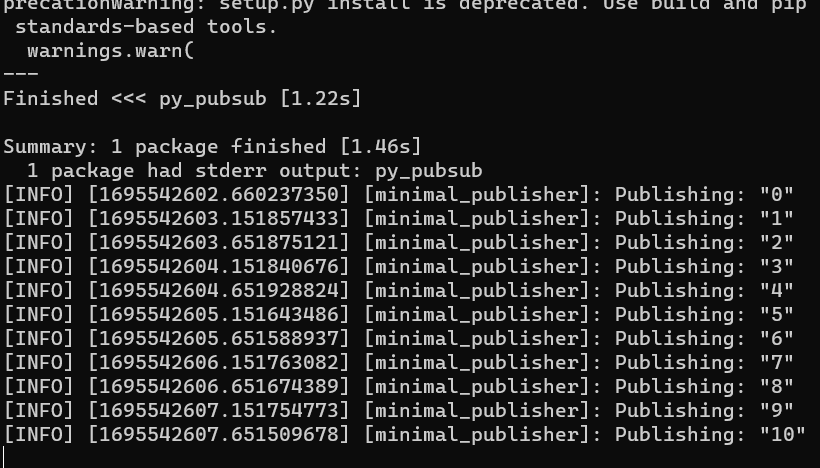 precationWarning: setup.py install is deprecated. Use build and pip
standards-based tools.
warnings.warn(
---
Finished <<< py_pubsub [1.22s]
Summary: 1 package finished [1.46s]
1 package had stderr output: py_pubsub
[INFO] [1695542602.660237350] [minimal_publisher]: Publishing: "0"
[INFO] [1695542603.151857433] [minimal_publisher]: Publishing: "1"
[INFO] [1695542603.651875121] [minimal_publisher]: Publishing: "2"
[INFO] [1695542604.151840676] [minimal_publisher]: Publishing: "3"
[INFO] [1695542604.651928824] [minimal_publisher]: Publishing: "4"
[INFO] [1695542605.151643486] [minimal_publisher]: Publishing: "5"
[INFO] [1695542605.651588937] [minimal_publisher]: Publishing: "6"
[INFO] [1695542606.151763082] [minimal_publisher]: Publishing: "7"
[INFO] [1695542606.651674389] [minimal_publisher]: Publishing: "8"
[INFO] [1695542607.151754773] [minimal_publisher]: Publishing: "9"
[INFO] [1695542607.651509678] [minimal_publisher]: Publishing: "10"